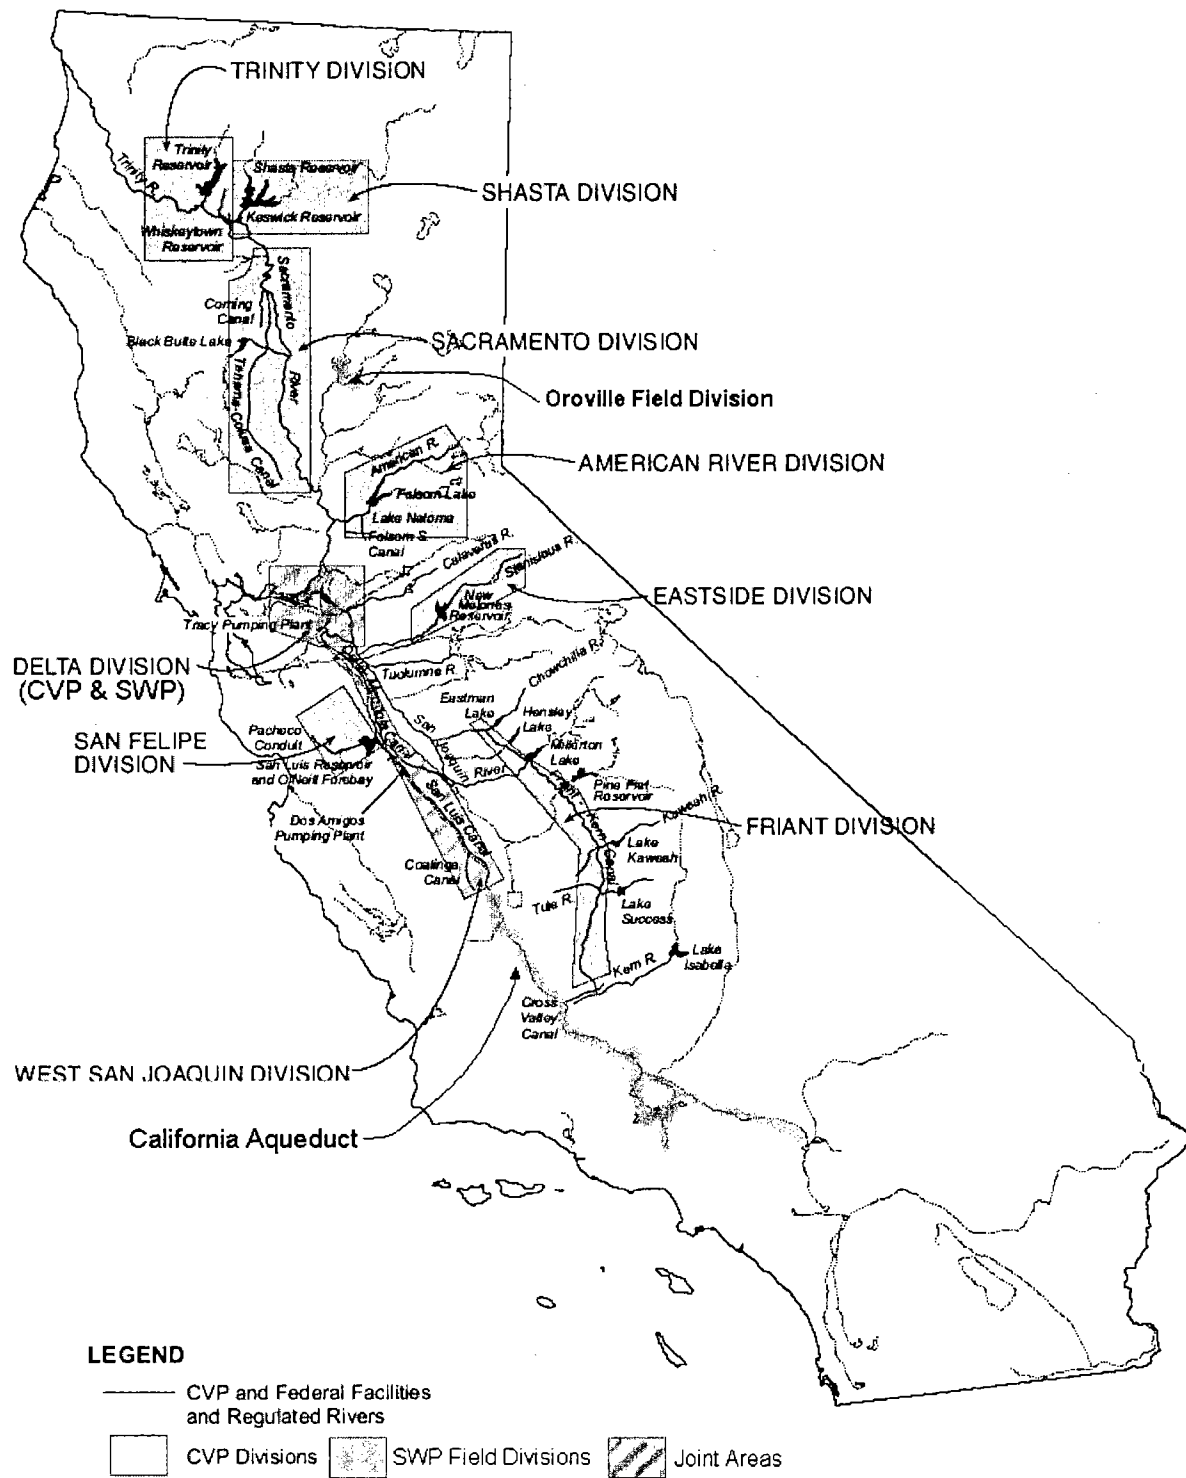 TRINITY DIVISION
Trinity
Reservoir
Trinity R.
Shasta Reservoir
SHASTA DIVISION
Keswick Reservoir
Whiskeytown
Reservoir
Sacramento
River
Corning
Canal
Black Butte Lake
SACRAMENTO DIVISION
Tehama-Colusa Canal
Oroville Field Division
American R.
AMERICAN RIVER DIVISION
Folsom Lake
Lake Natoma
Folsom S.
Canal
Calaveras R.
Stanislaus R.
New
Melones
Reservoir
EASTSIDE DIVISION
Tracy Pumping Plant
DELTA DIVISION
(CVP & SWP)
Delta Mendota Canal
Tuolumne R.
Chowchilla R.
Eastman
Lake
Hensley
Lake
San Joaquin
River
Millerton
Lake
SAN FELIPE
DIVISION
Pacheco
Conduit
San Luis Reservoir
and O'Neill Forebay
Pine Flat
Reservoir
Friant - Kern Canal
Kaweah R.
FRIANT DIVISION
San Luis Canal
Dos Amigos
Pumping Plant
Lake
Kaweah
Coalinga
Canal
Tule R.
Lake
Success
Kern R.
Lake
Isabella
Cross
Valley
Canal
WEST SAN JOAQUIN DIVISION
California Aqueduct
LEGEND
CVP and Federal Facilities
and Regulated Rivers
CVP Divisions
SWP Field Divisions
Joint Areas